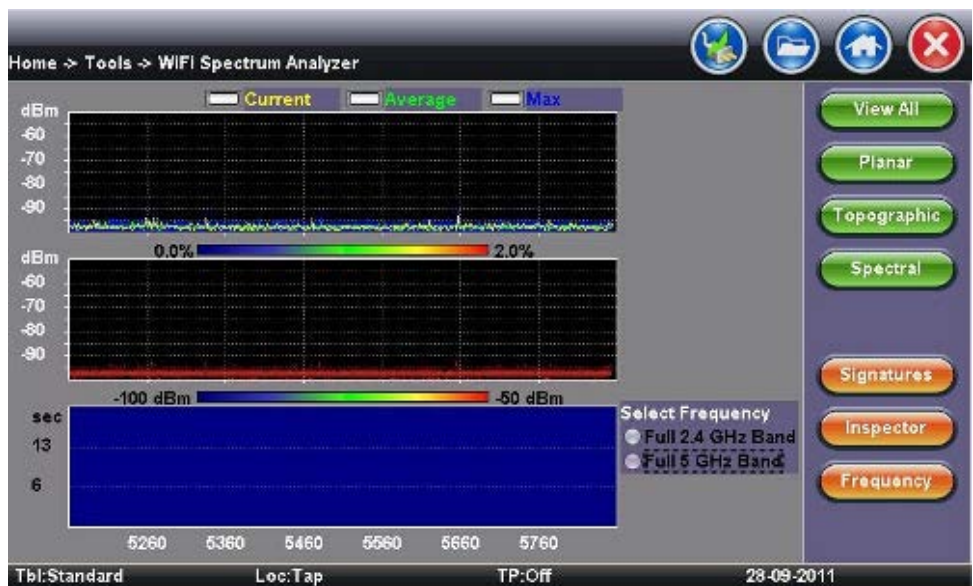 Home -> Tools -> WiFi Spectrum Analyzer
Current Average Max
dBm
-60
-70
-80
-90
0.0% 2.0%
dBm
-60
-70
-80
-90
-100 dBm -50 dBm
sec
13
6
5260 5360 5460 5560 5660 5760
Select Frequency
Full 2.4 GHz Band
Full 5 GHz Band
View All
Planar
Topographic
Spectral
Signatures
Inspector
Frequency
Tbl:Standard Loc:Tap TP:Off 28-09-2011